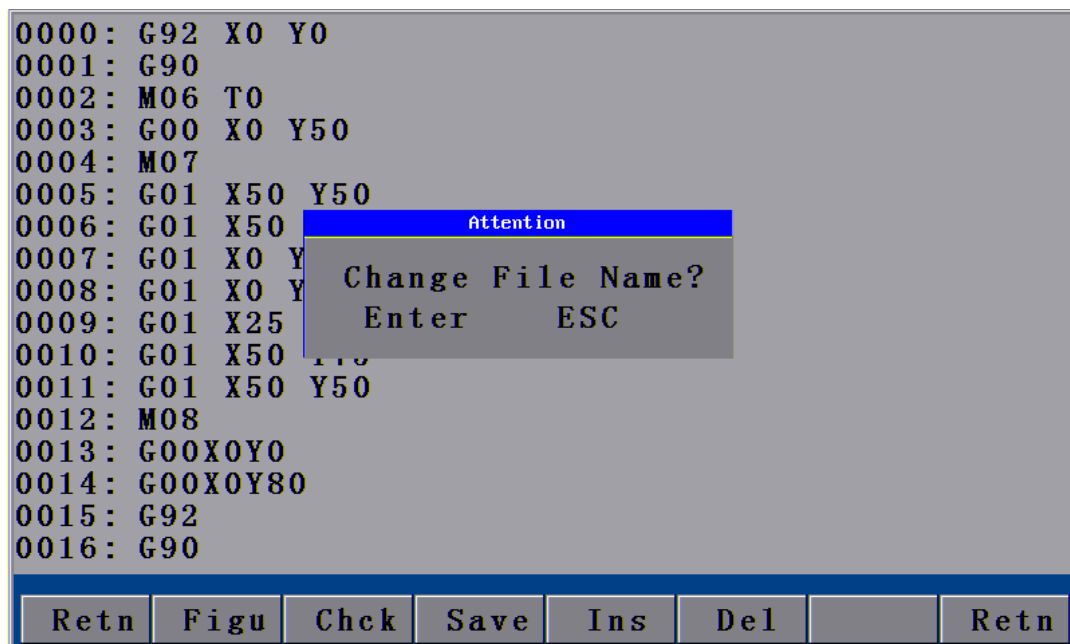 0000: G92 X0 Y0
0001: G90
0002: M06 T0
0003: G00 X0 Y50
0004: M07
0005: G01 X50 Y50
0006: G01 X50
0007: G01 X0 Y
0008: G01 X0 Y
0009: G01 X25
0010: G01 X50
0011: G01 X50 Y50
0012: M08
0013: G00X0Y0
0014: G00X0Y80
0015: G92
0016: G90
Attention
Change File Name?
Enter ESC
Retn Figu Chck Save Ins Del Retn